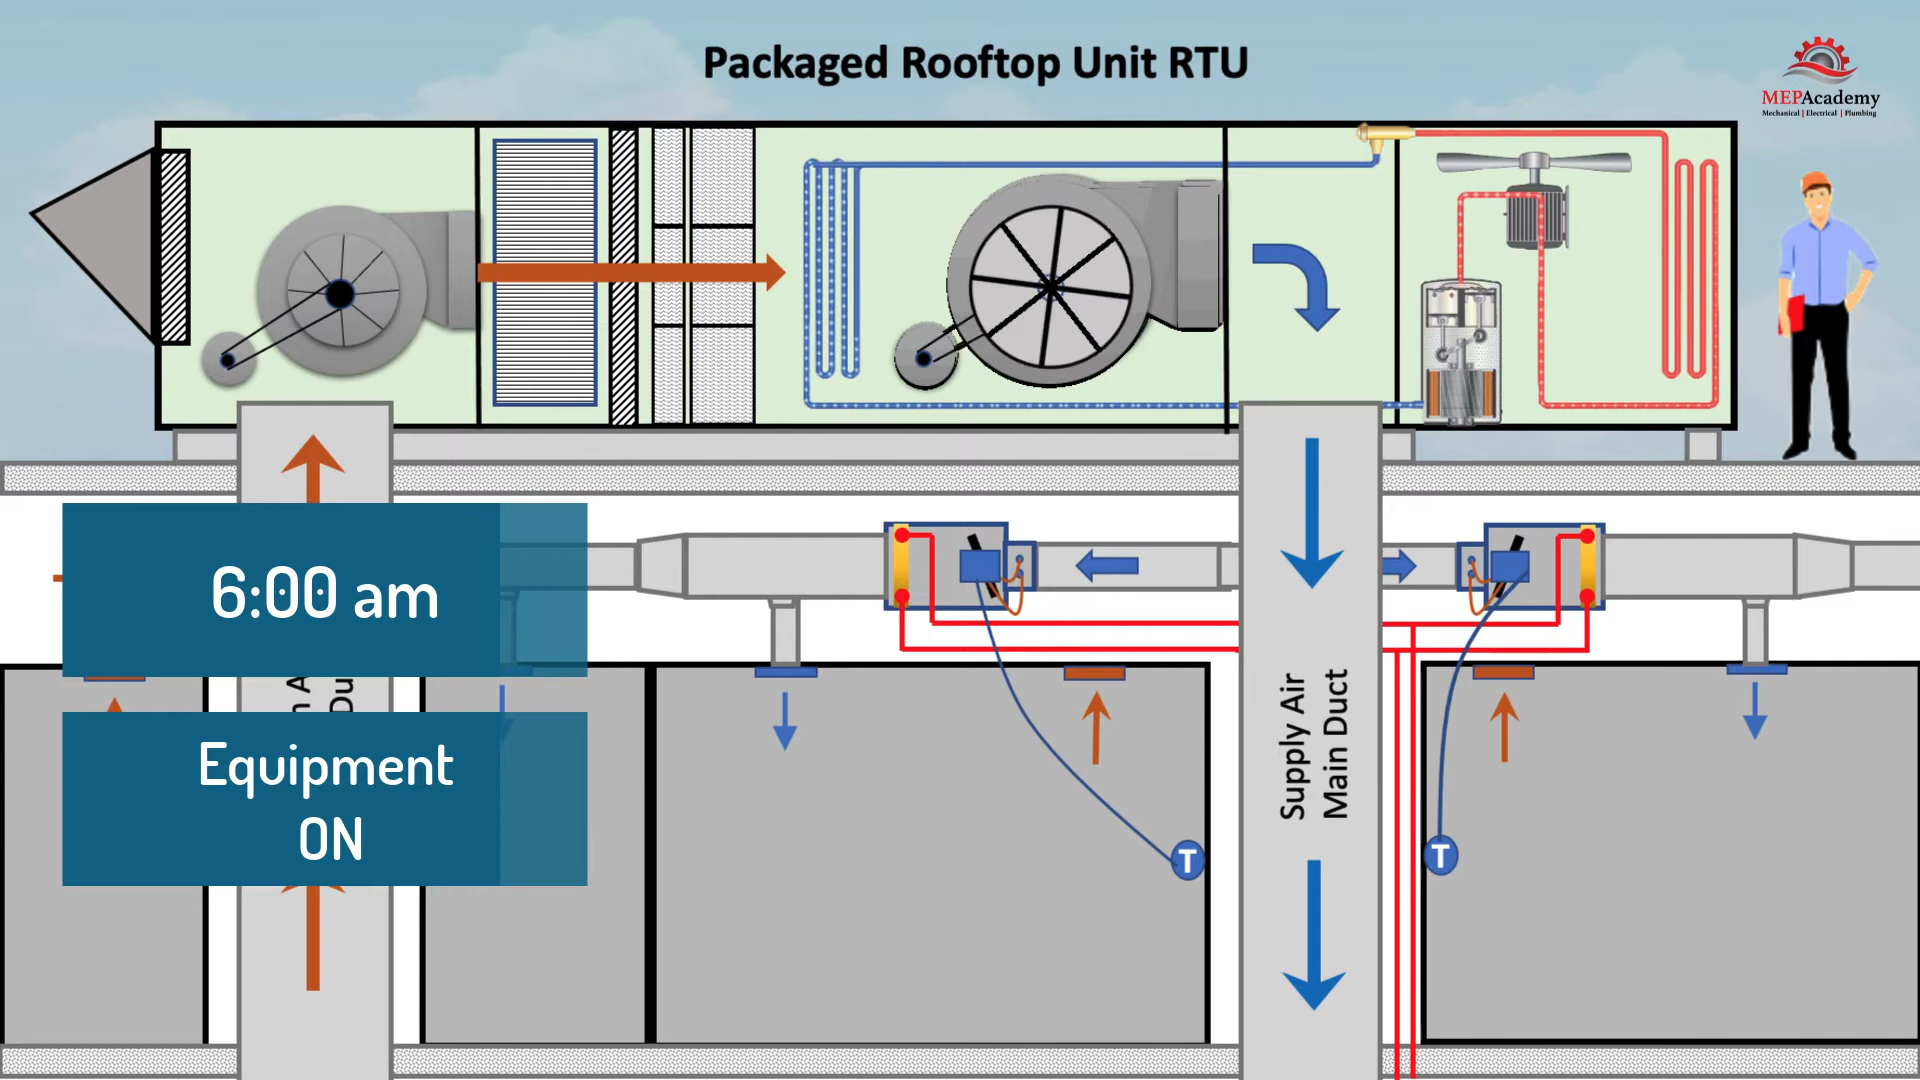 Packaged Rooftop Unit RTU
MEPAcademy
Mechanical | Electrical | Plumbing
6:00 am
Equipment
ON
Supply Air
Main Duct
T
T